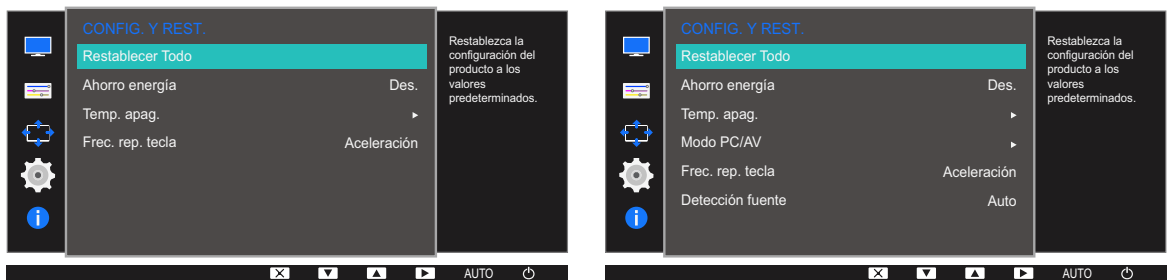 CONFIG. Y REST.
Restablecer Todo
Ahorro energía Des.
Temp. apag.
Frec. rep. tecla Aceleración
Restablezca la
configuración del
producto a los
valores
predeterminados.
AUTO
CONFIG. Y REST.
Restablecer Todo
Ahorro energía Des.
Temp. apag.
Modo PC/AV
Frec. rep. tecla Aceleración
Detección fuente Auto
Restablezca la
configuración del
producto a los
valores
predeterminados.
AUTO